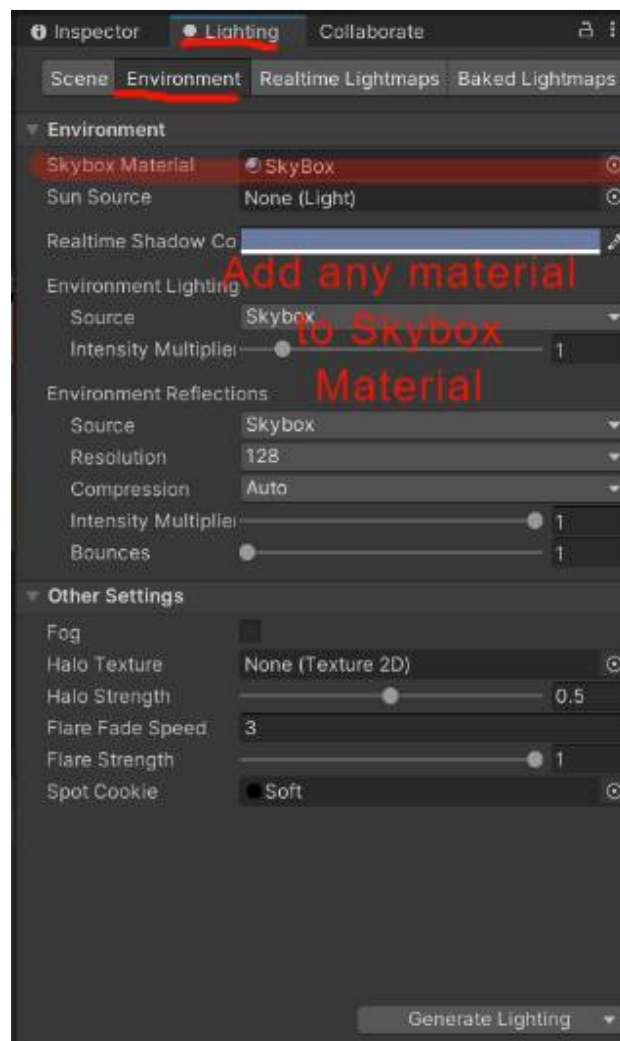 Inspector Lighting Collaborate
Scene Environment Realtime Lightmaps Baked Lightmaps
Environment
Skybox Material SkyBox
Sun Source None (Light)
Realtime Shadow Co
Add any material
to Skybox
Material
Environment Lighting
Source Skybox
Intensity Multiplier 1
Environment Reflections
Source Skybox
Resolution 128
Compression Auto
Intensity Multiplier 1
Bounces 1
Other Settings
Fog
Halo Texture None (Texture 2D)
Halo Strength 0.5
Flare Fade Speed 3
Flare Strength 1
Spot Cookie Soft
Generate Lighting